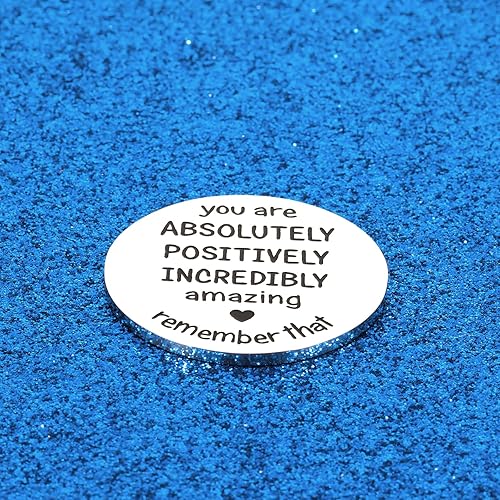 you are
ABSOLUTELY
POSITIVELY
INCREDIBLY
amazing
remember that